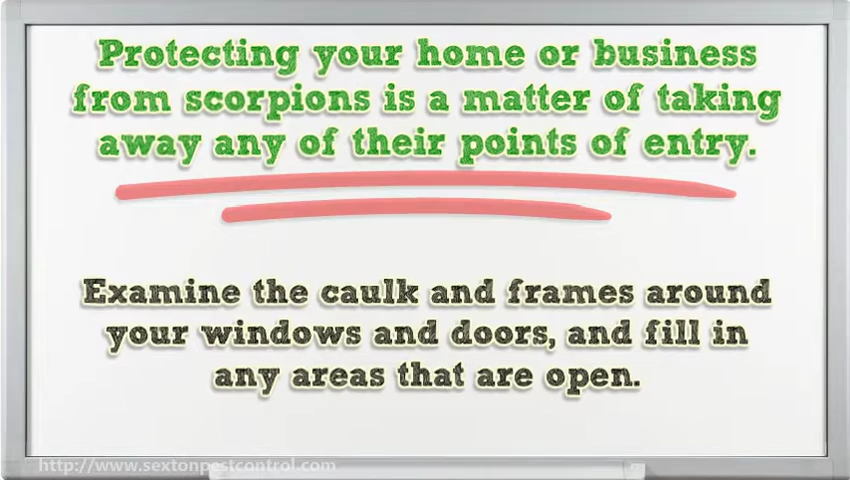 Protecting your home or business
from scorpions is a matter of taking
away any of their points of entry.
Examine the caulk and frames around
your windows and doors, and fill in
any areas that are open.
http://www.sextonpestcontrol.com